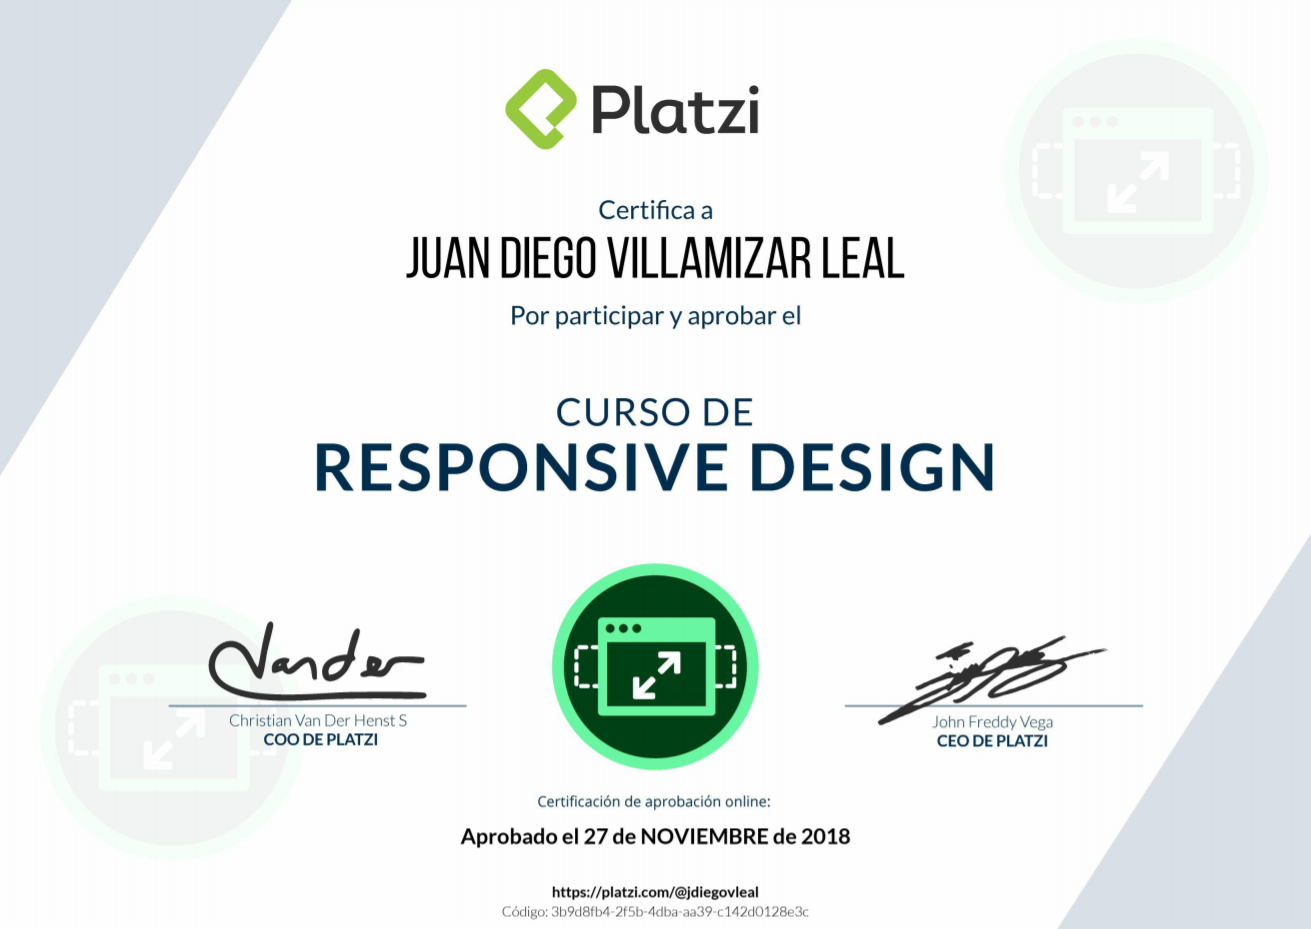 Platzi
Certifica a
JUAN DIEGO VILLAMIZAR LEAL
Por participar y aprobar el
CURSO DE
RESPONSIVE DESIGN
Vander
Christian Van Der Henst S
COO DE PLATZI
John Freddy Vega
CEO DE PLATZI
Certificación de aprobación online:
Aprobado el 27 de NOVIEMBRE de 2018
https://platzi.com/@jdiegovleal
Código: 3b9d8fb4-2f5b-4dba-aa39-c142d0128e3c